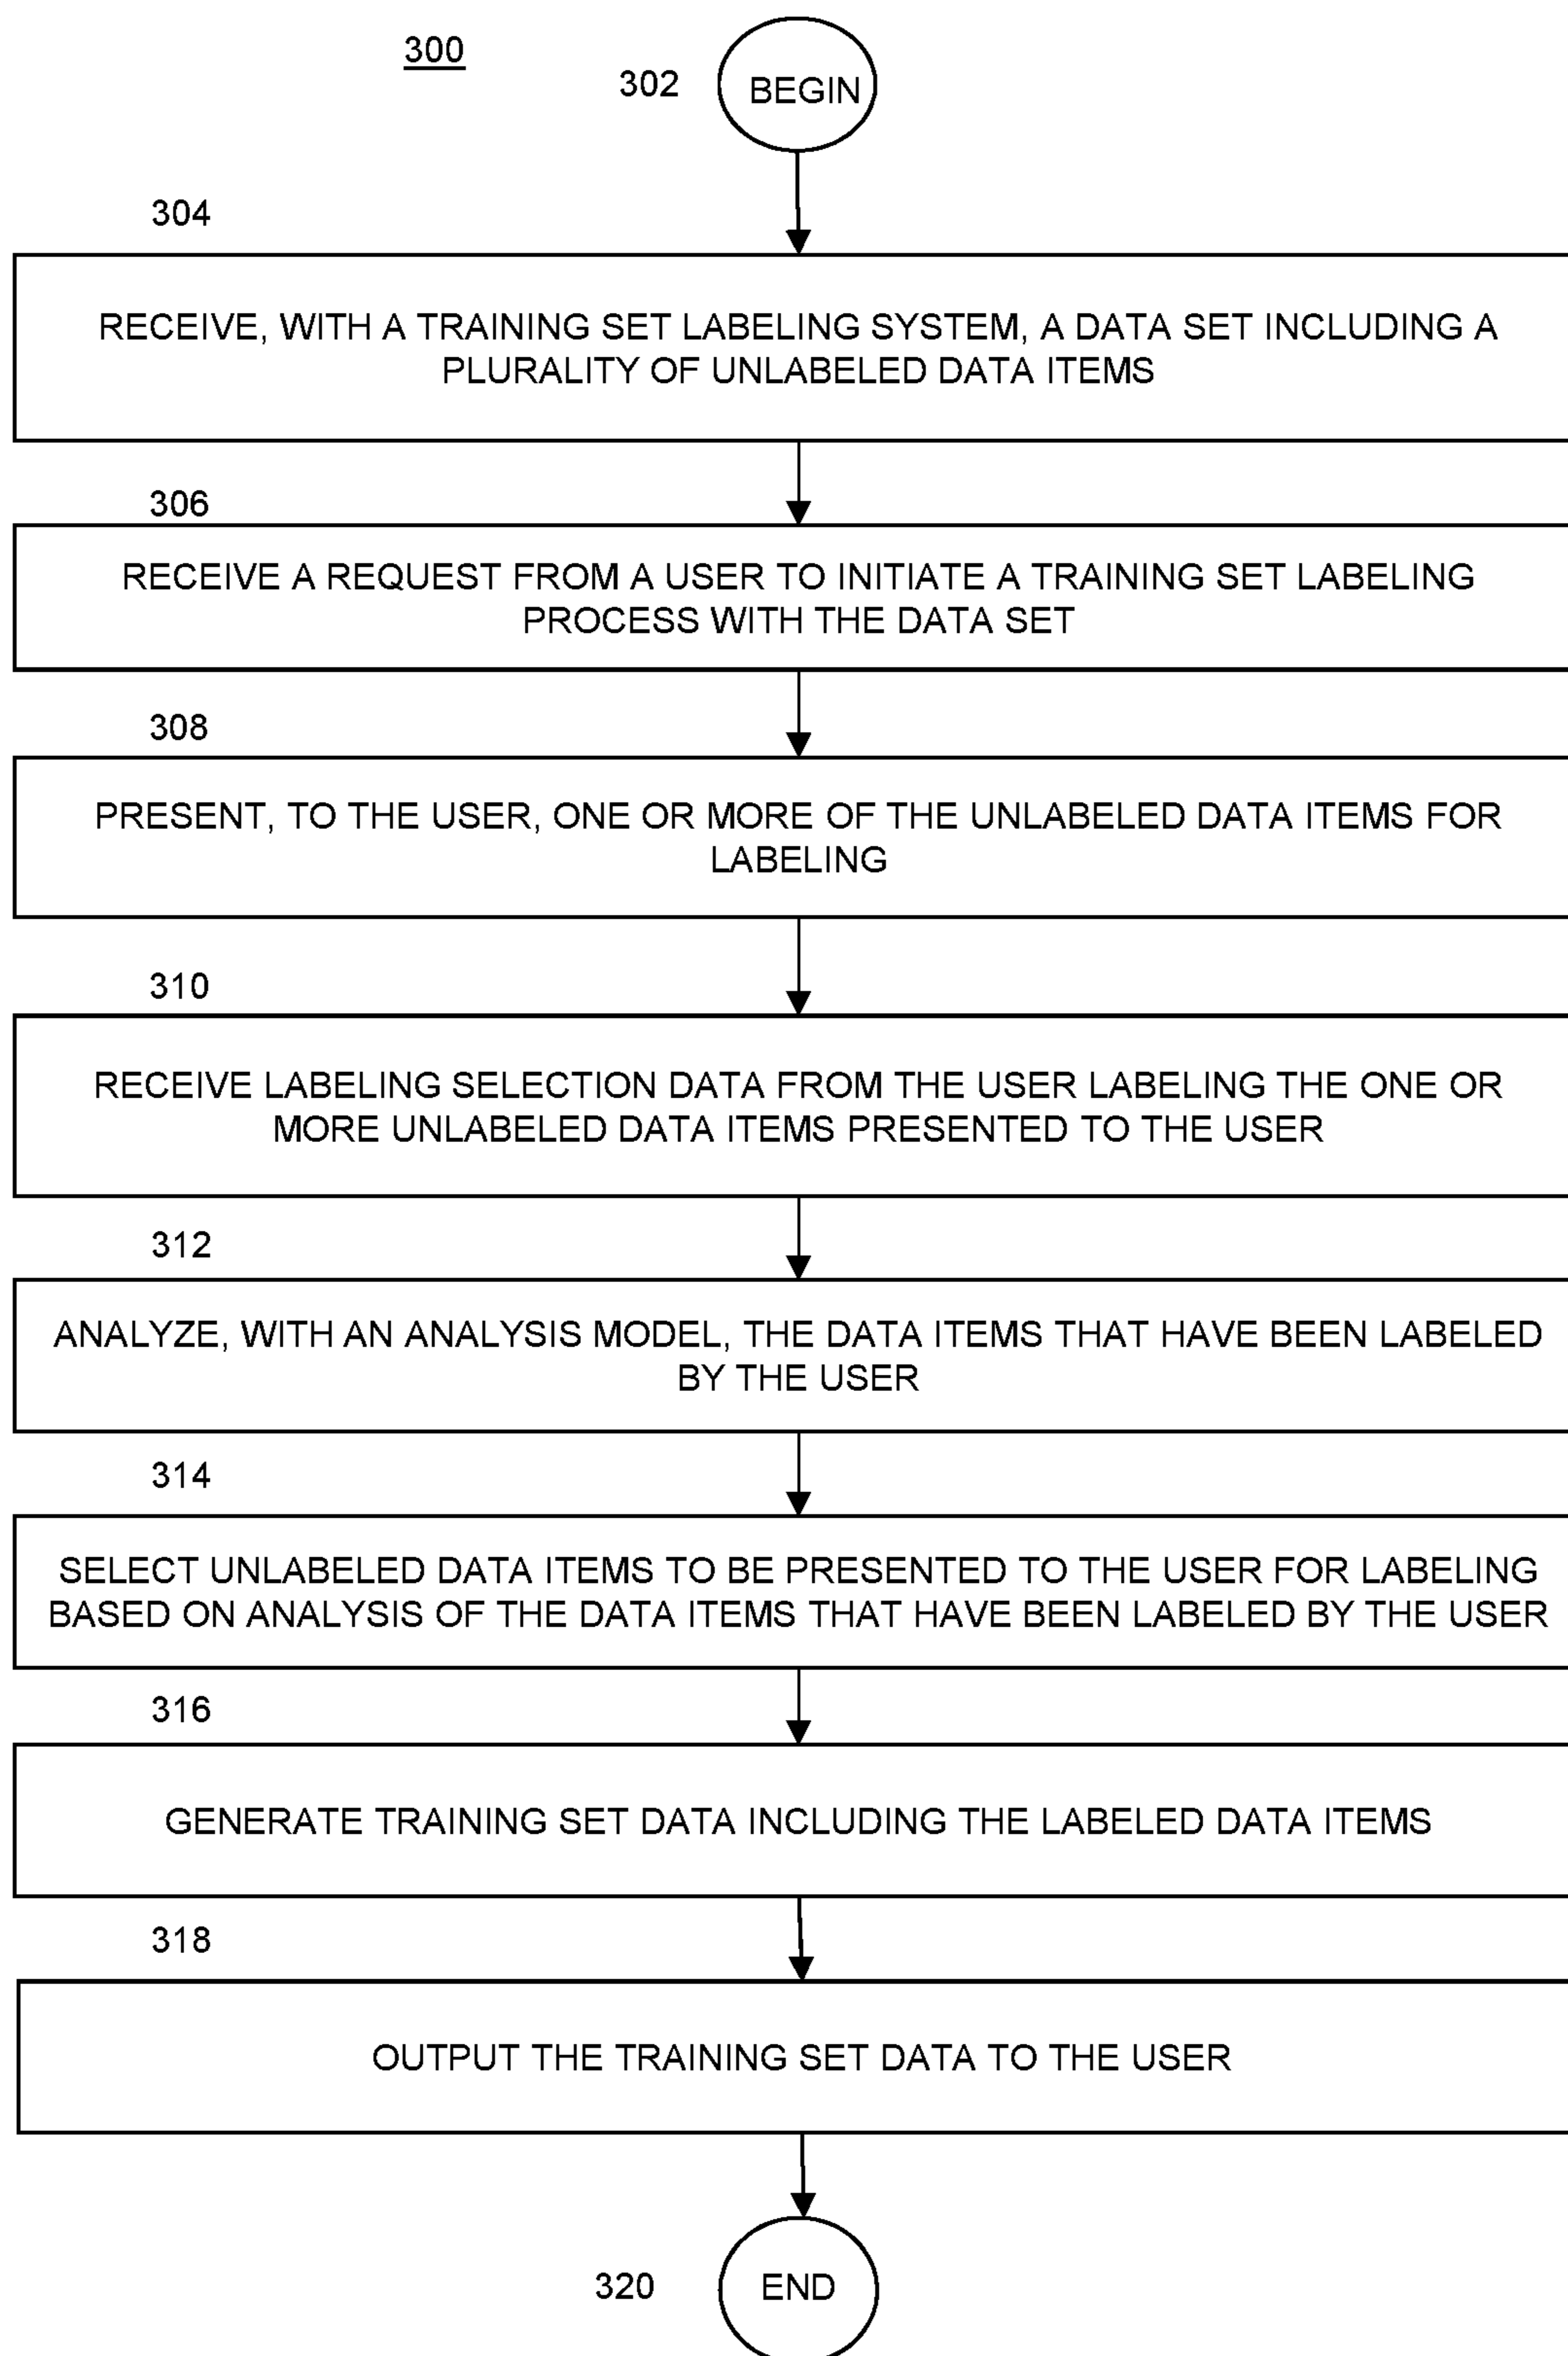 300
302
BEGIN
304
RECEIVE, WITH A TRAINING SET LABELING SYSTEM, A DATA SET INCLUDING A
PLURALITY OF UNLABELED DATA ITEMS
306
RECEIVE A REQUEST FROM A USER TO INITIATE A TRAINING SET LABELING
PROCESS WITH THE DATA SET
308
PRESENT, TO THE USER, ONE OR MORE OF THE UNLABELED DATA ITEMS FOR
LABELING
310
RECEIVE LABELING SELECTION DATA FROM THE USER LABELING THE ONE OR
MORE UNLABELED DATA ITEMS PRESENTED TO THE USER
312
ANALYZE, WITH AN ANALYSIS MODEL, THE DATA ITEMS THAT HAVE BEEN LABELED
BY THE USER
314
SELECT UNLABELED DATA ITEMS TO BE PRESENTED TO THE USER FOR LABELING
BASED ON ANALYSIS OF THE DATA ITEMS THAT HAVE BEEN LABELED BY THE USER
316
GENERATE TRAINING SET DATA INCLUDING THE LABELED DATA ITEMS
318
OUTPUT THE TRAINING SET DATA TO THE USER
320
END